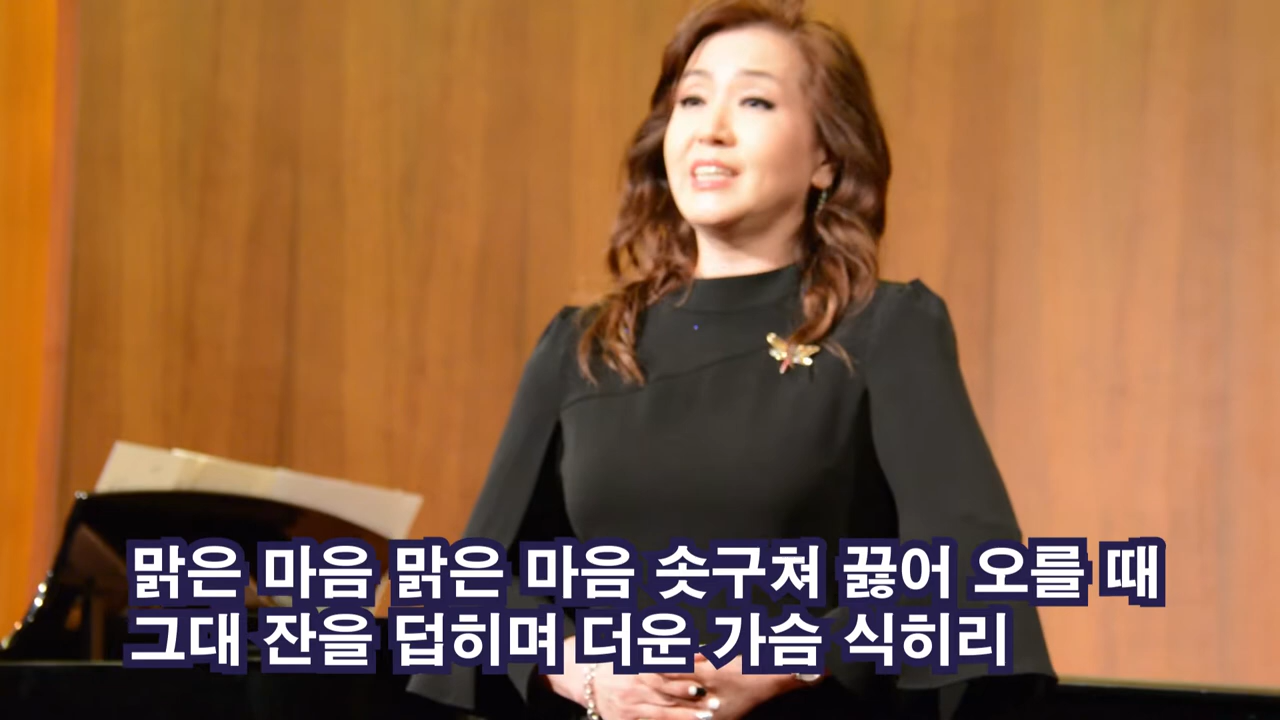 맑은 마음 맑은 마음 솟구쳐 끓어 오를 때
그대 잔을 덥히며 더운 가슴 식히리